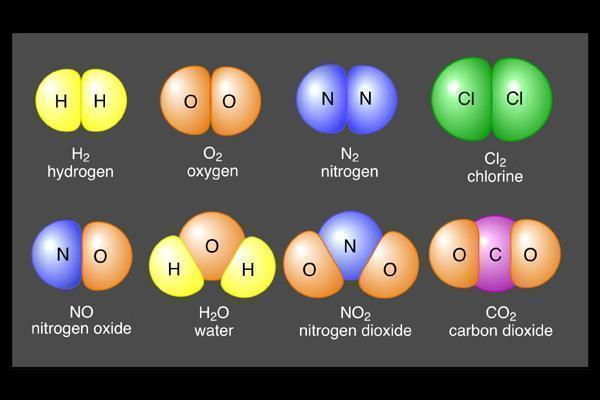 H H
O O
N N
Cl Cl
H2
hydrogen
O2
oxygen
N2
nitrogen
Cl2
chlorine
N O
H O H
O N O
O C O
NO
nitrogen oxide
H2O
water
NO2
nitrogen dioxide
CO2
carbon dioxide